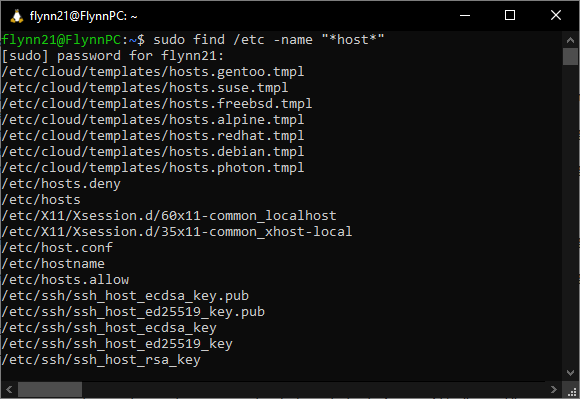 flynn21@FlynnPC: ~
flynn21@FlynnPC:~$ sudo find /etc -name "*host*"
[sudo] password for flynn21:
/etc/cloud/templates/hosts.gentoo.tmpl
/etc/cloud/templates/hosts.suse.tmpl
/etc/cloud/templates/hosts.freebsd.tmpl
/etc/cloud/templates/hosts.alpine.tmpl
/etc/cloud/templates/hosts.redhat.tmpl
/etc/cloud/templates/hosts.debian.tmpl
/etc/cloud/templates/hosts.photon.tmpl
/etc/hosts.deny
/etc/hosts
/etc/X11/Xsession.d/60x11-common_localhost
/etc/X11/Xsession.d/35x11-common_xhost-local
/etc/host.conf
/etc/hostname
/etc/hosts.allow
/etc/ssh/ssh_host_ecdsa_key.pub
/etc/ssh/ssh_host_ed25519_key.pub
/etc/ssh/ssh_host_ecdsa_key
/etc/ssh/ssh_host_ed25519_key
/etc/ssh/ssh_host_rsa_key